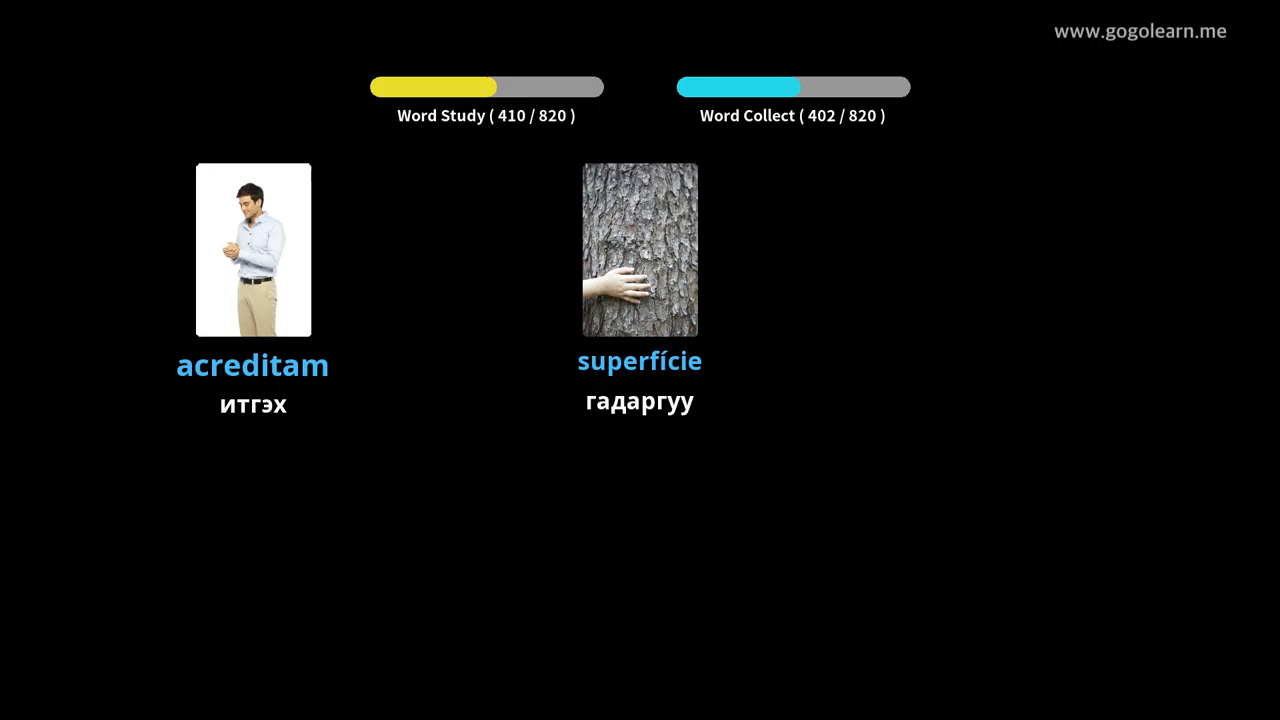 www.gogolearn.me
Word Study ( 410 / 820 )
Word Collect ( 402 / 820 )
acreditam
итгэх
superfície
гадаргуу